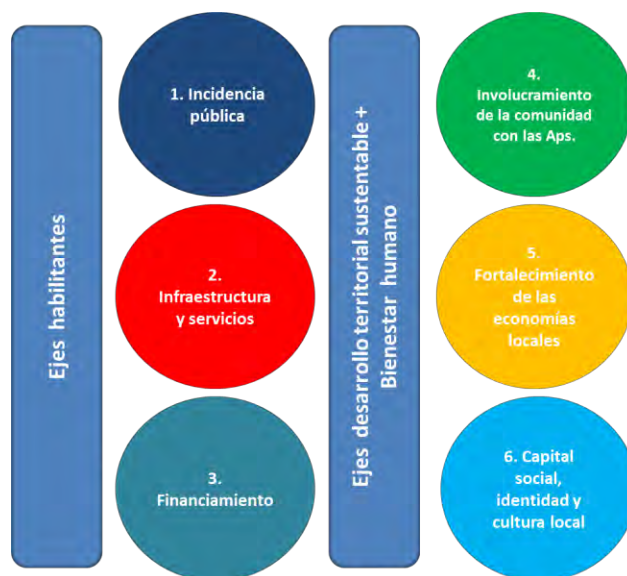 Ejes habilitantes
1. Incidencia
pública
2.
Infraestructura
y servicios
3.
Financiamiento
Ejes desarrollo territorial sustentable +
Bienestar humano
4.
Involucramiento
de la comunidad
con las Aps.
5.
Fortalecimiento
de las
economías
locales
6. Capital
social,
identidad y
cultura local